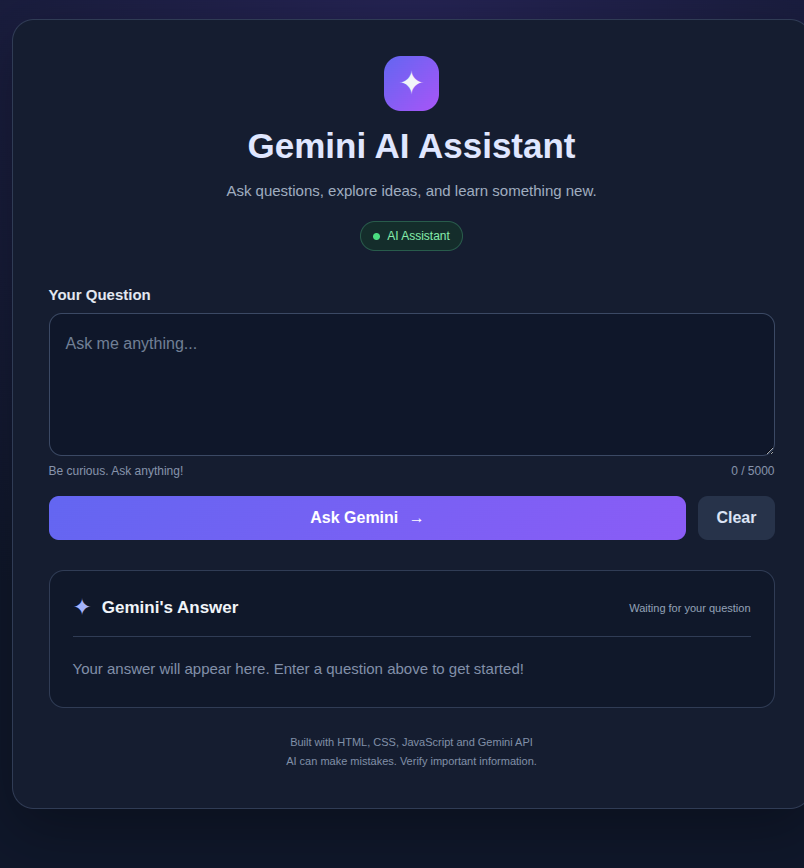 Gemini AI Assistant
Ask questions, explore ideas, and learn something new.
AI Assistant
Your Question
Ask me anything...
Be curious. Ask anything! 0 / 5000
Ask Gemini → Clear
Gemini's Answer Waiting for your question
Your answer will appear here. Enter a question above to get started!
Built with HTML, CSS, JavaScript and Gemini API
AI can make mistakes. Verify important information.